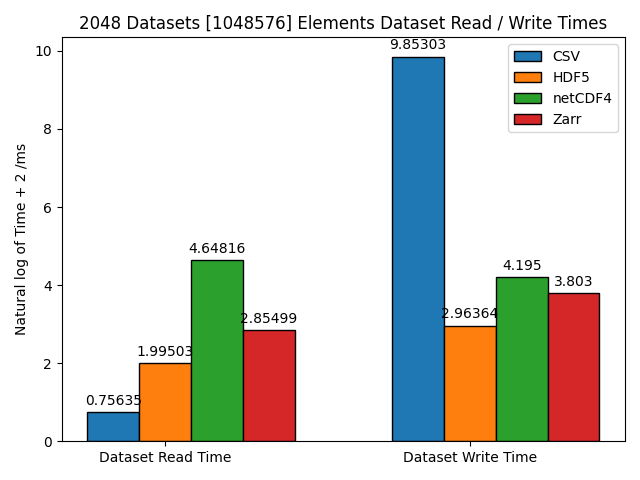 2048 Datasets [1048576] Elements Dataset Read / Write Times
Natural log of Time + 2 /ms
10
8
6
4
2
0
0.75635
1.99503
4.64816
2.85499
9.85303
2.96364
4.195
3.803
CSV
HDF5
netCDF4
Zarr
Dataset Read Time
Dataset Write Time